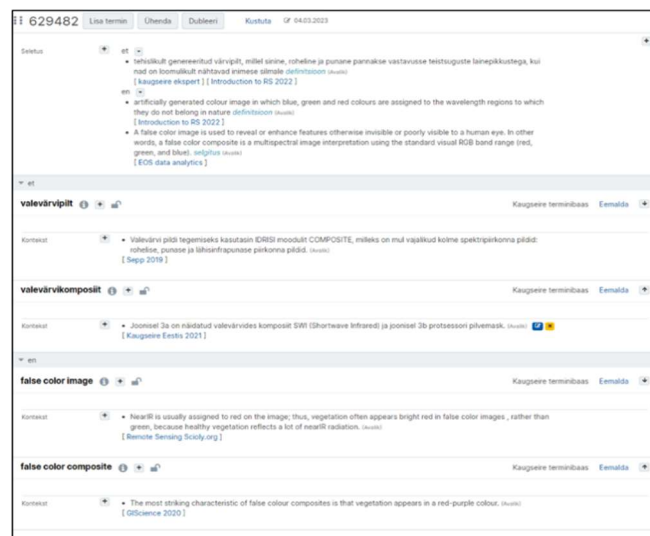 629482 Lisa termin Ühenda Dubleeri Kustuta 04.03.2023
Seletus
et
tehislikult genereeritud värvipilt, millel sinine, roheline ja punane pannakse vastavusse teistsuguste lainepikkustega, kui
nad on loomulikult nähtavad inimese silmale definitsioon (Avalik)
[ kaugseire ekspert ] [ Introduction to RS 2022 ]
en
artificially generated colour image in which blue, green and red colours are assigned to the wavelength regions to which
they do not belong in nature definitsioon (Avalik)
[ Introduction to RS 2022 ]
A false color image is used to reveal or enhance features otherwise invisible or poorly visible to a human eye. In other
words, a false color composite is a multispectral image interpretation using the standard visual RGB band range (red,
green, and blue). selgitus (Avalik)
[ EOS data analytics ]
et
valevärvipilt Kaugseire terminibaas Eemalda
Kontekst
Valevärvi pildi tegemiseks kasutasin IDRISI moodulit COMPOSITE, milleks on mul vajalikud kolme spektripiirkonna pildid:
rohelise, punase ja lähisinfrapunase piirkonna pildid. (Avalik)
[ Sepp 2019 ]
valevärvikomposiit Kaugseire terminibaas Eemalda
Kontekst
Joonisel 3a on näidatud valevärvides komposiit SWI (Shortwave Infrared) ja joonisel 3b protsessori pilvemask. (Avalik)
[ Kaugseire Eestis 2021 ]
en
false color image Kaugseire terminibaas Eemalda
Kontekst
NearIR is usually assigned to red on the image; thus, vegetation often appears bright red in false color images , rather than
green, because healthy vegetation reflects a lot of nearIR radiation. (Avalik)
[ Remote Sensing Scioly.org ]
false color composite Kaugseire terminibaas Eemalda
Kontekst
The most striking characteristic of false colour composites is that vegetation appears in a red-purple colour. (Avalik)
[ GIScience 2020 ]